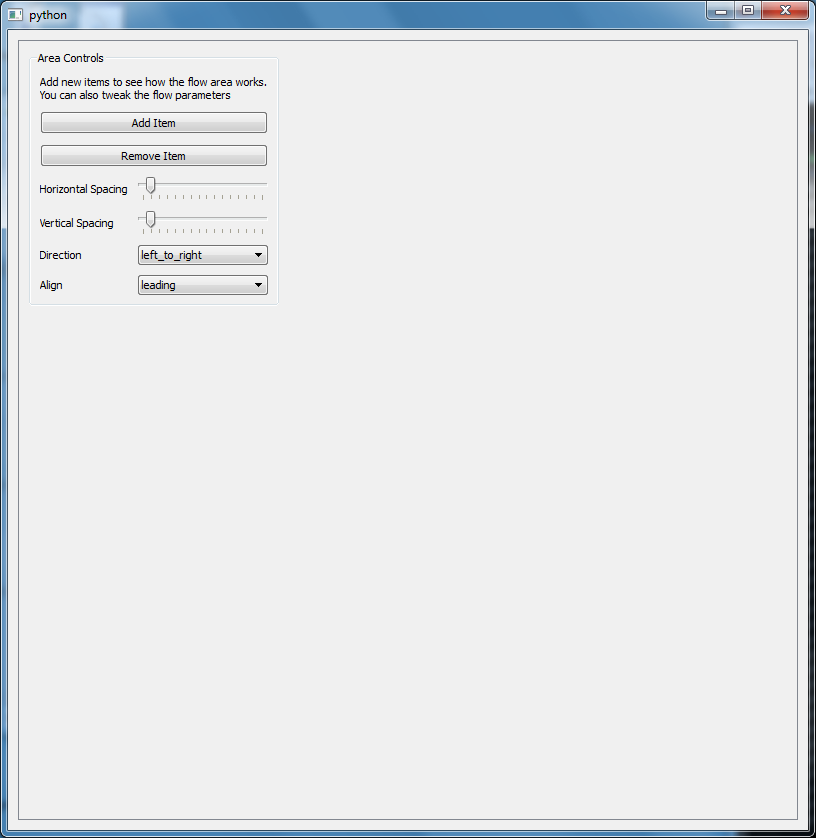 python
Area Controls
Add new items to see how the flow area works.
You can also tweak the flow parameters
Add Item
Remove Item
Horizontal Spacing
Vertical Spacing
Direction left_to_right
Align leading